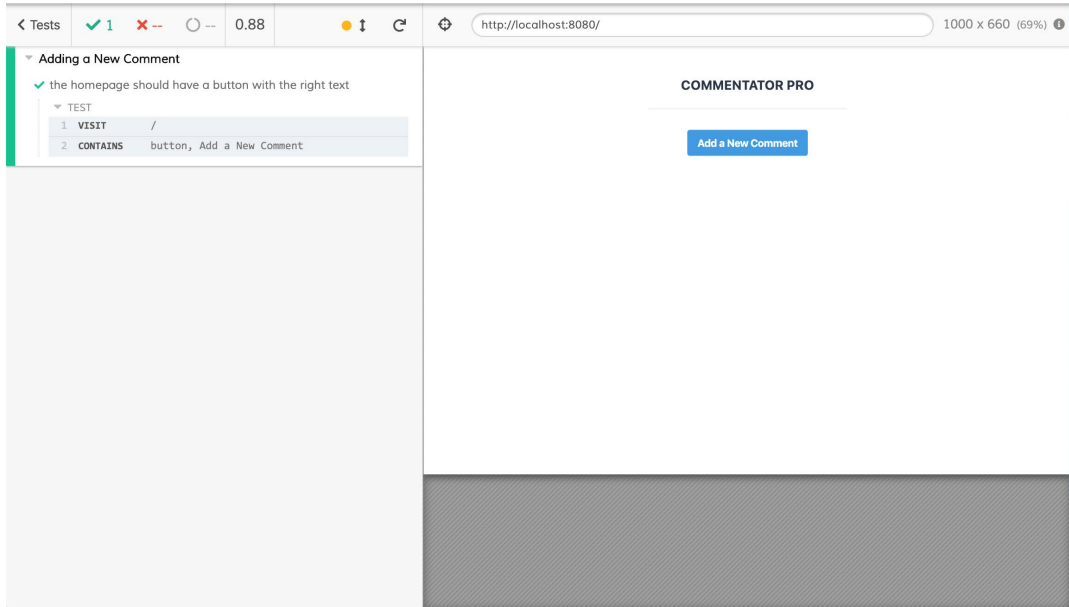 Tests 1 -- -- 0.88
http://localhost:8080/ 1000 x 660 (69%)
Adding a New Comment
the homepage should have a button with the right text
TEST
1 VISIT /
2 CONTAINS button, Add a New Comment
COMMENTATOR PRO
Add a New Comment